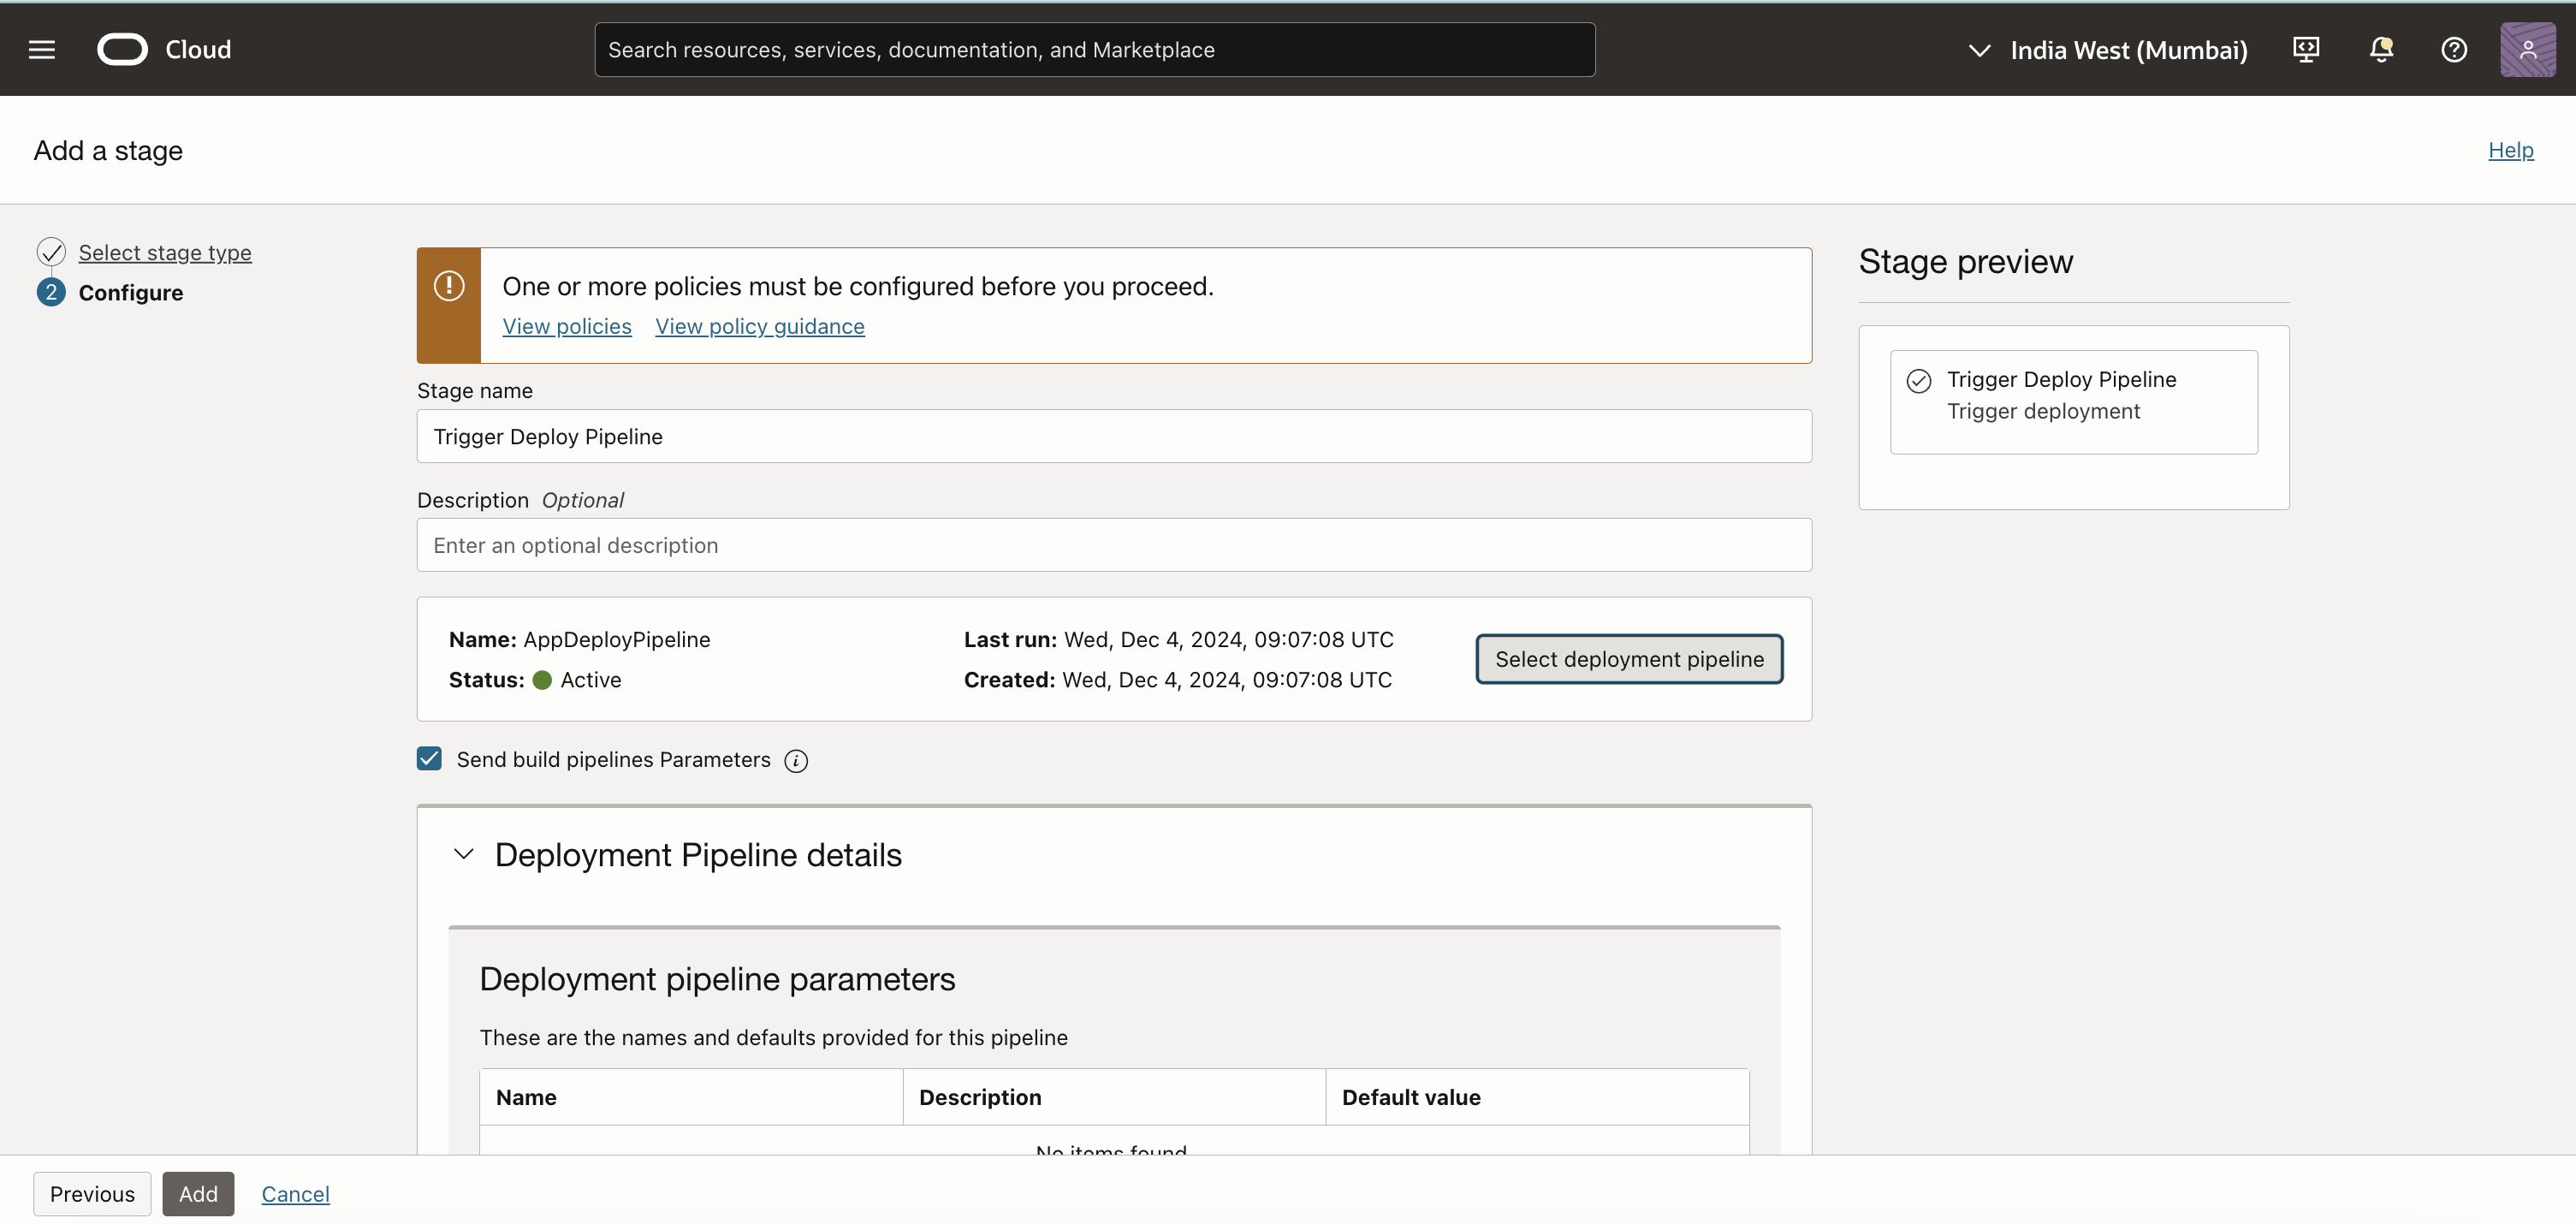 Cloud
Search resources, services, documentation, and Marketplace
India West (Mumbai)
Add a stage
Help
Select stage type
2 Configure
One or more policies must be configured before you proceed.
View policies View policy guidance
Stage name
Trigger Deploy Pipeline
Description Optional
Enter an optional description
Name: AppDeployPipeline
Status: Active
Last run: Wed, Dec 4, 2024, 09:07:08 UTC
Created: Wed, Dec 4, 2024, 09:07:08 UTC
Select deployment pipeline
Send build pipelines Parameters
Deployment Pipeline details
Deployment pipeline parameters
These are the names and defaults provided for this pipeline
Name Description Default value
No items found
Stage preview
Trigger Deploy Pipeline
Trigger deployment
Previous Add Cancel